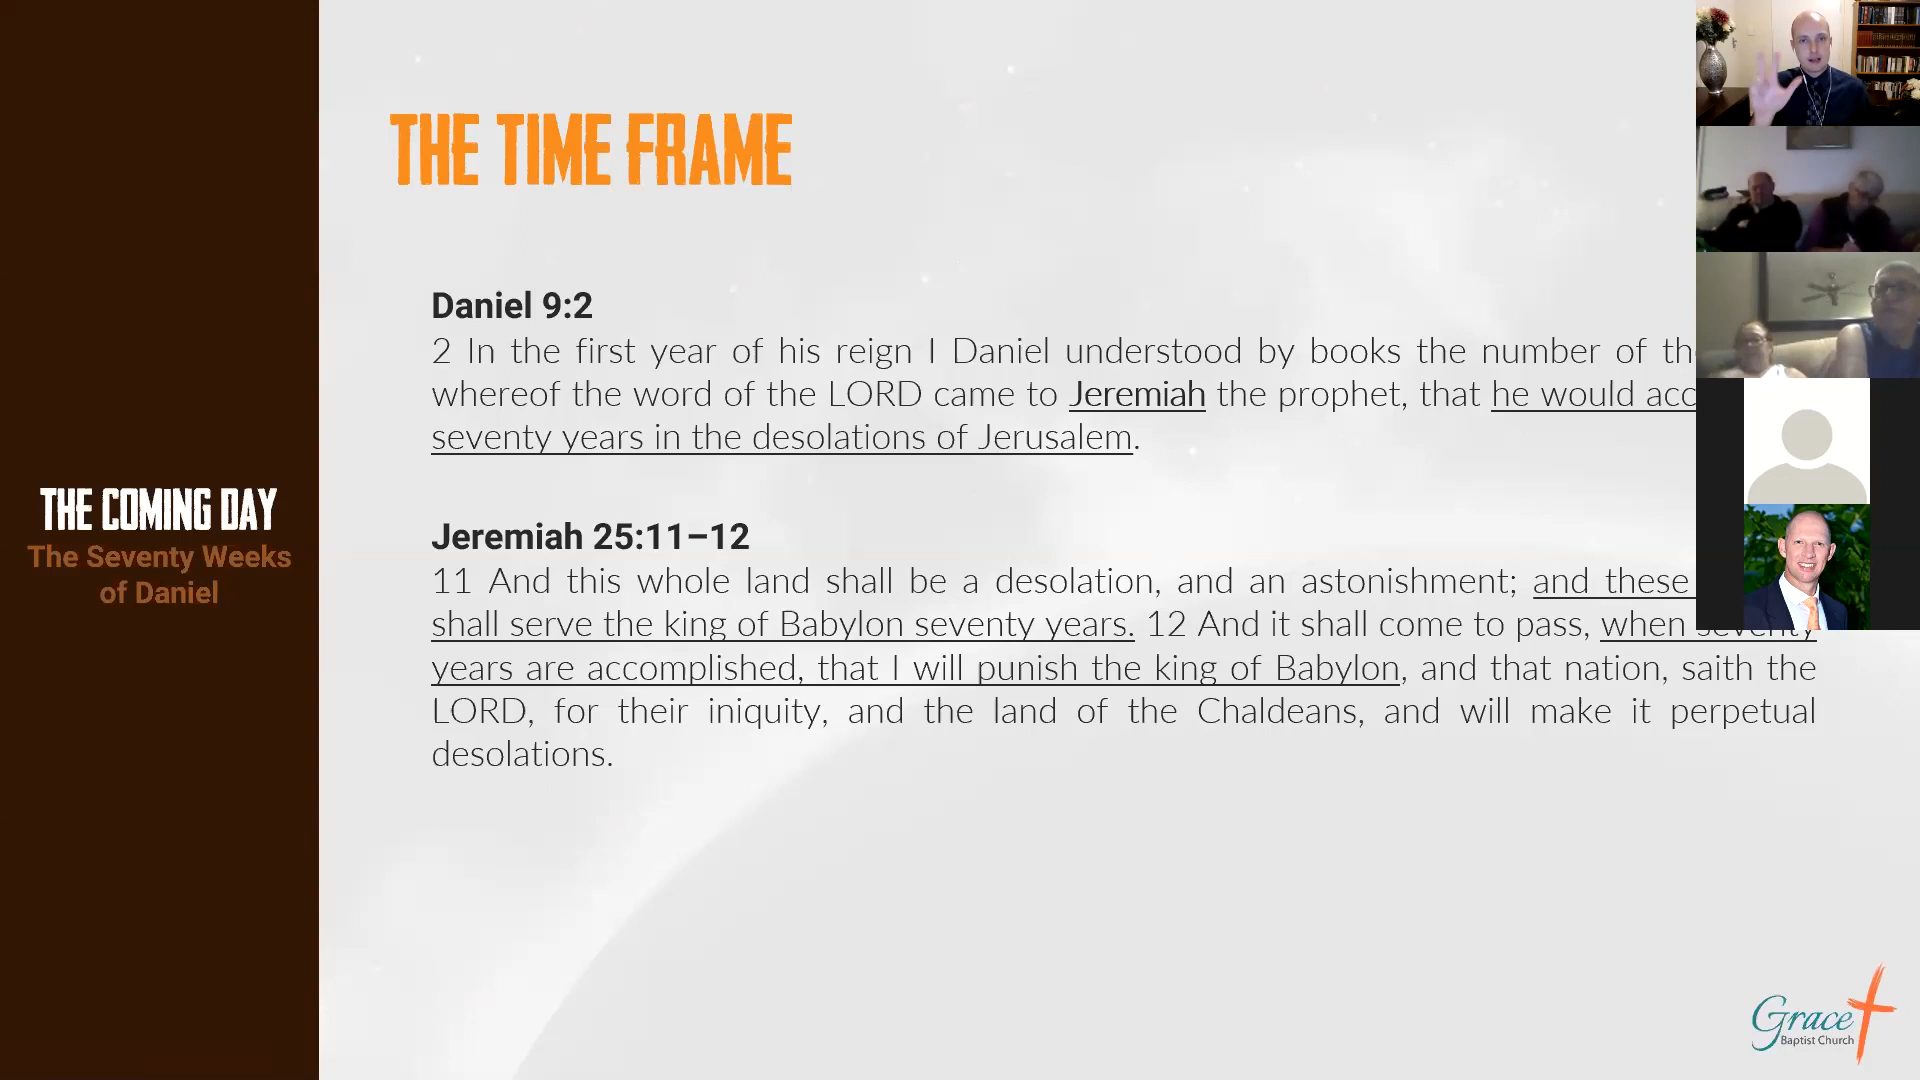 THE TIME FRAME
Daniel 9:2
2 In the first year of his reign I Daniel understood by books the number of
whereof the word of the LORD came to Jeremiah the prophet, that he would
seventy years in the desolations of Jerusalem.
Jeremiah 25:11–12
11 And this whole land shall be a desolation, and an astonishment; and these
shall serve the king of Babylon seventy years. 12 And it shall come to pass, when seventy
years are accomplished, that I will punish the king of Babylon, and that nation, saith the
LORD, for their iniquity, and the land of the Chaldeans, and will make it perpetual
desolations.
THE COMING DAY
The Seventy Weeks
of Daniel
Grace
Baptist Church